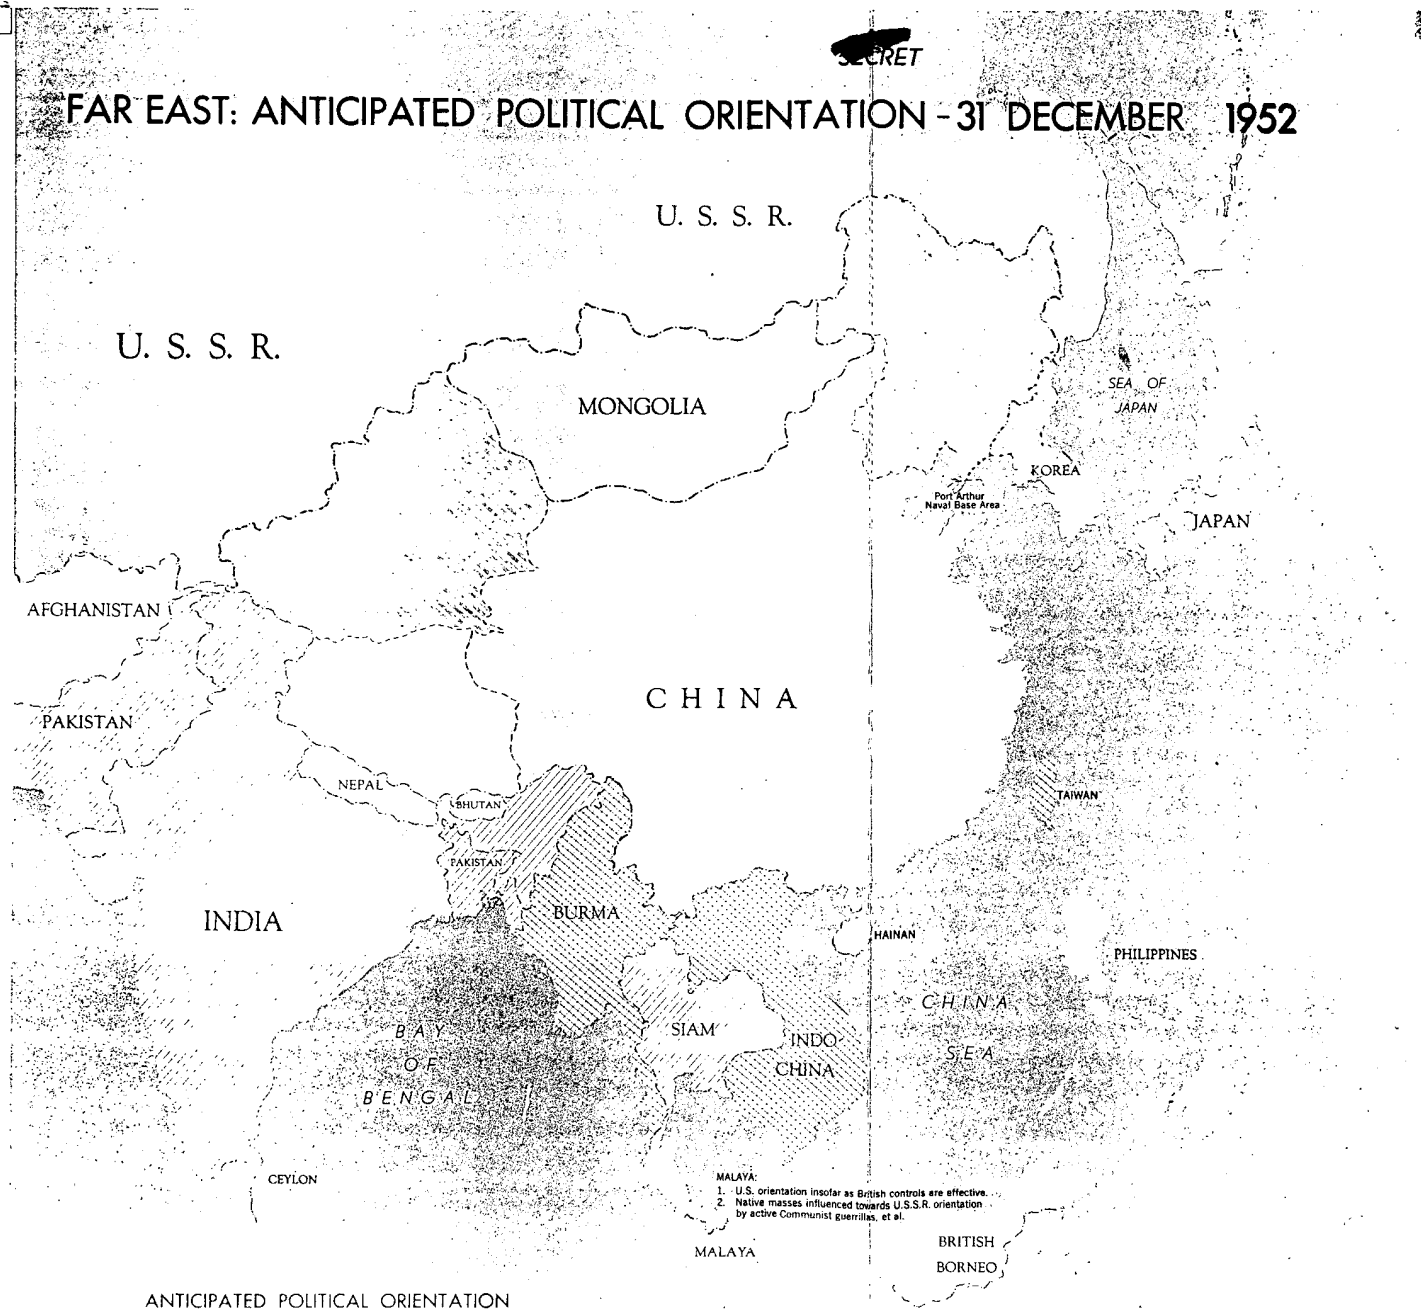 SECRET
FAR EAST: ANTICIPATED POLITICAL ORIENTATION - 31 DECEMBER 1952
U. S. S. R.
U. S. S. R.
MONGOLIA
SEA OF
JAPAN
KOREA
Port Arthur
Naval Base Area
JAPAN
AFGHANISTAN
CHINA
PAKISTAN
NEPAL
BHUTAN
TAIWAN
PAKISTAN
BURMA
INDIA
HAINAN
PHILIPPINES
CHINA
SEA
BAY
OF
BENGAL
SIAM
INDO
CHINA
CEYLON
MALAYA:
1. U.S. orientation insofar as British controls are effective.
2. Native masses influenced towards U.S.S.R. orientation
by active Communist guerrillas, et al.
MALAYA
BRITISH
BORNEO
ANTICIPATED POLITICAL ORIENTATION